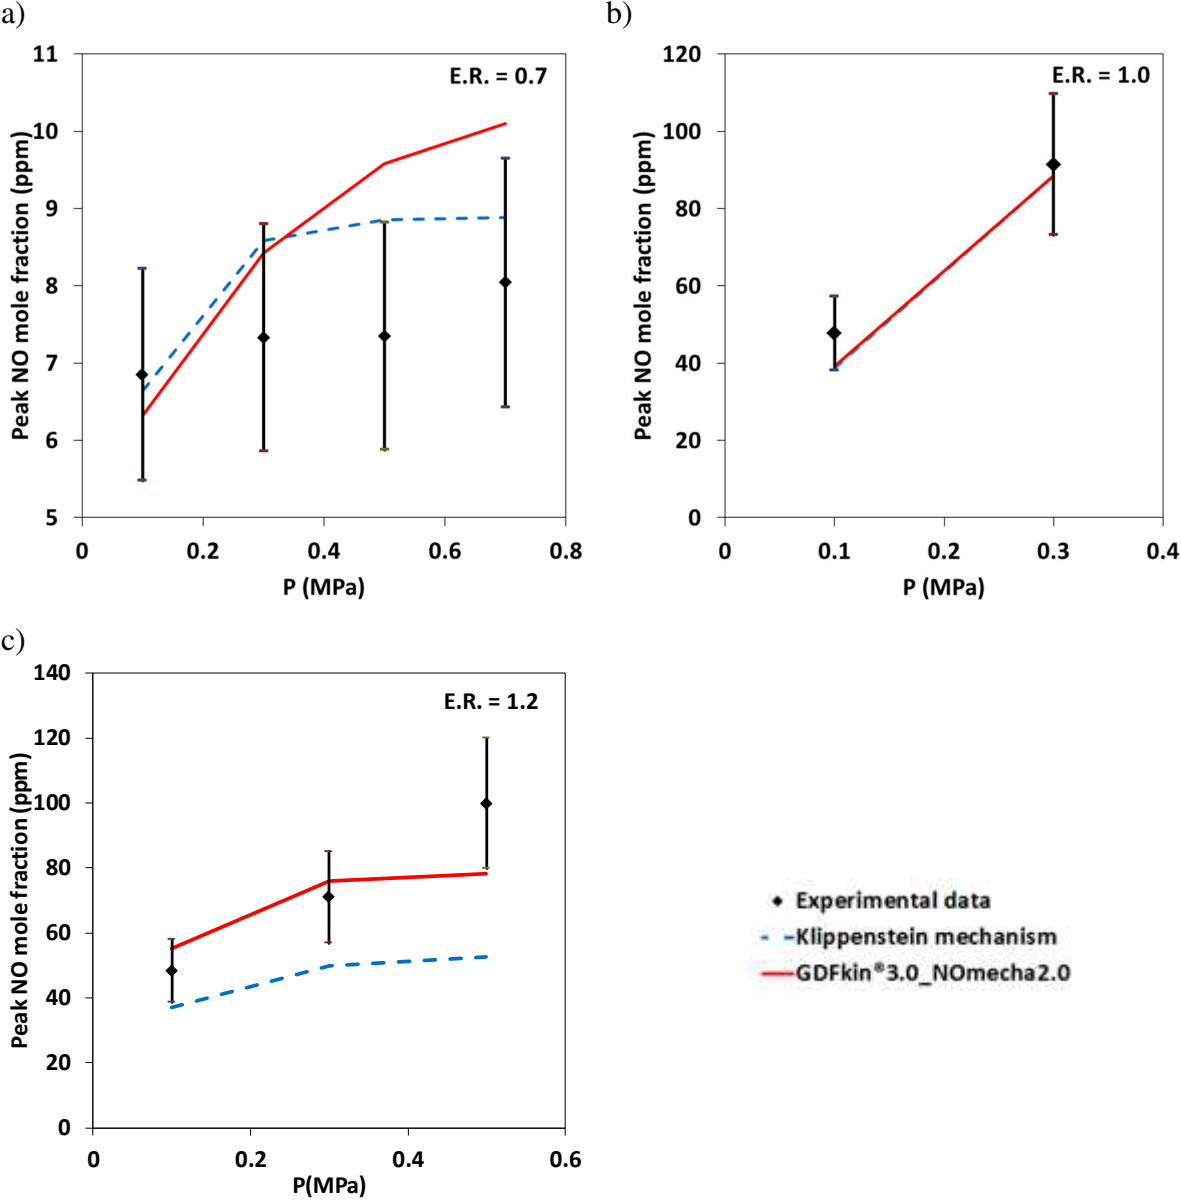 a)
Peak NO mole fraction (ppm)
11
10
9
8
7
6
5
E.R. = 0.7
0 0.2 0.4 0.6 0.8
P (MPa)
b)
Peak NO mole fraction (ppm)
120
100
80
60
40
20
0
E.R. = 1.0
0 0.1 0.2 0.3 0.4
P (MPa)
c)
Peak NO mole fraction (ppm)
140
120
100
80
60
40
20
0
E.R. = 1.2
0 0.2 0.4 0.6
P(MPa)
Experimental data
Klippenstein mechanism
GDFkin®3.0_NOmecha2.0